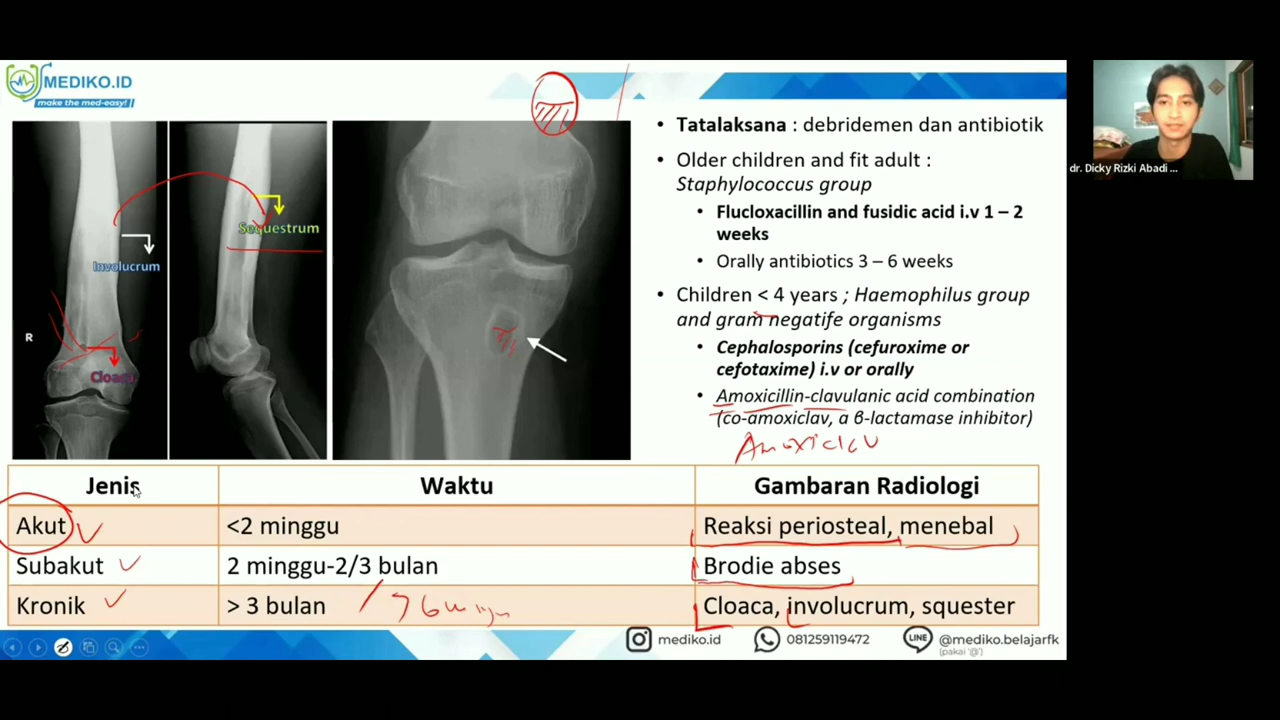 MEDIKO.ID
make the med-easy!
Involucrum
Sequestrum
R
Cloaca
• Tatalaksana : debridemen dan antibiotik
• Older children and fit adult :
Staphylococcus group
• Flucloxacillin and fusidic acid i.v 1 – 2
weeks
• Orally antibiotics 3 – 6 weeks
• Children < 4 years ; Haemophilus group
and gram negatife organisms
• Cephalosporins (cefuroxime or
cefotaxime) i.v or orally
• Amoxicillin-clavulanic acid combination
(co-amoxiclav, a β-lactamase inhibitor)
Amoxiclav
Jenis Waktu Gambaran Radiologi
Akut <2 minggu Reaksi periosteal, menebal
Subakut 2 minggu-2/3 bulan Brodie abses
Kronik > 3 bulan Cloaca, involucrum, squester
mediko.id 081259119472 LINE @mediko.belajarfk
(pakai '@')
dr. Dicky Rizki Abadi ...